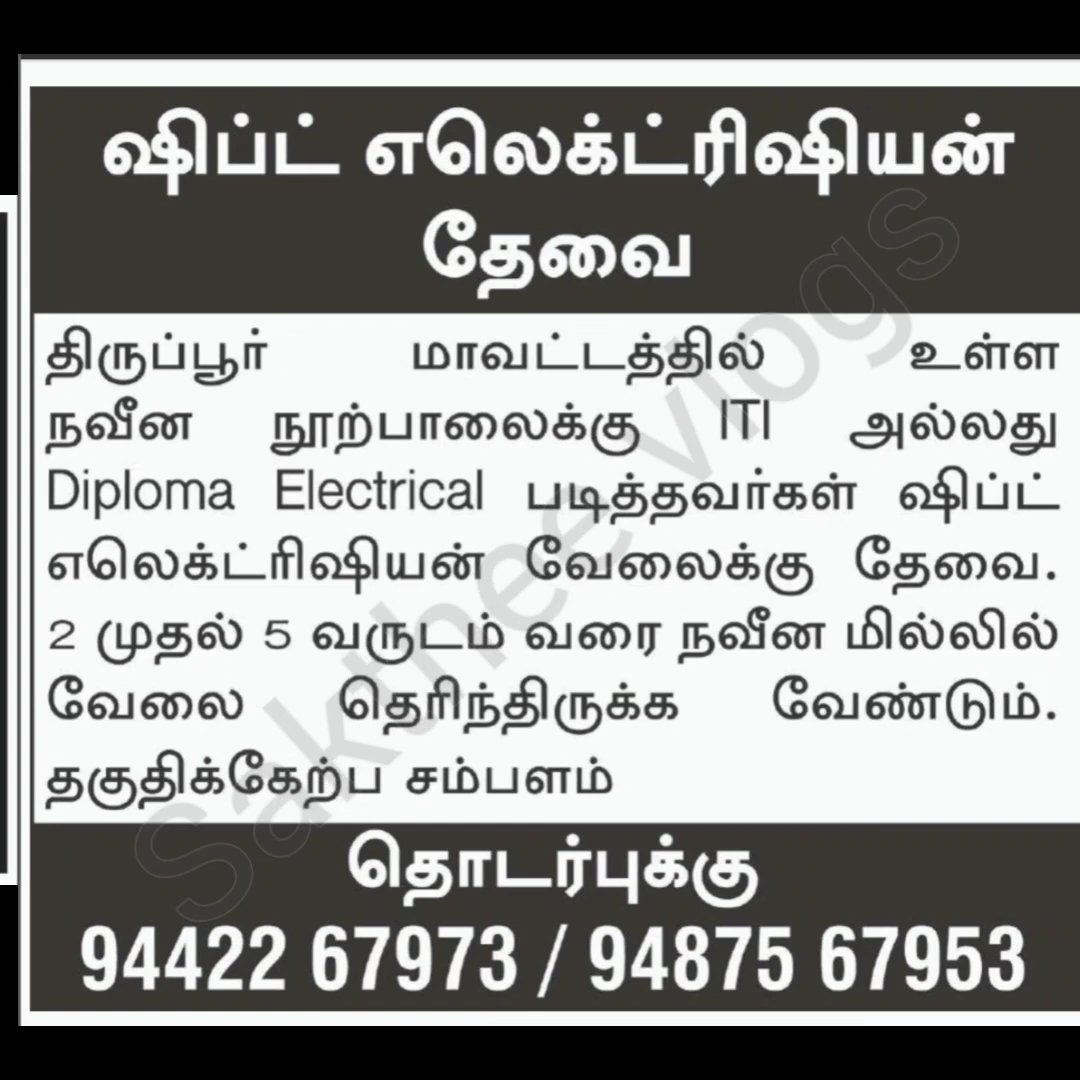 ஷிப்ட் எலெக்ட்ரிஷியன்
தேவை
திருப்பூர் மாவட்டத்தில் உள்ள
நவீன நூற்பாலைக்கு ITI அல்லது
Diploma Electrical படித்தவர்கள் ஷிப்ட்
எலெக்ட்ரிஷியன் வேலைக்கு தேவை.
2 முதல் 5 வருடம் வரை நவீன மில்லில்
வேலை தெரிந்திருக்க வேண்டும்.
தகுதிக்கேற்ப சம்பளம்
தொடர்புக்கு
94422 67973 / 94875 67953
Sakthee vlogs